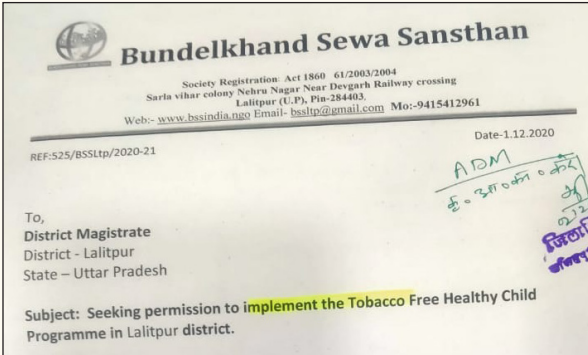 Bundelkhand Sewa Sansthan
Society Registration: Act 1860 61/2003/2004
Sarla vihar colony Nehru Nagar Near Devgarh Railway crossing
Lalitpur (U.P), Pin-284403,
Web:- www.bssindia.ngo Email- bssltp@gmail.com Mo:-9415412961
REF:525/BSSLtp/2020-21
Date-1.12.2020
ADM
To,
District Magistrate
District - Lalitpur
State – Uttar Pradesh
Subject: Seeking permission to implement the Tobacco Free Healthy Child
Programme in Lalitpur district.